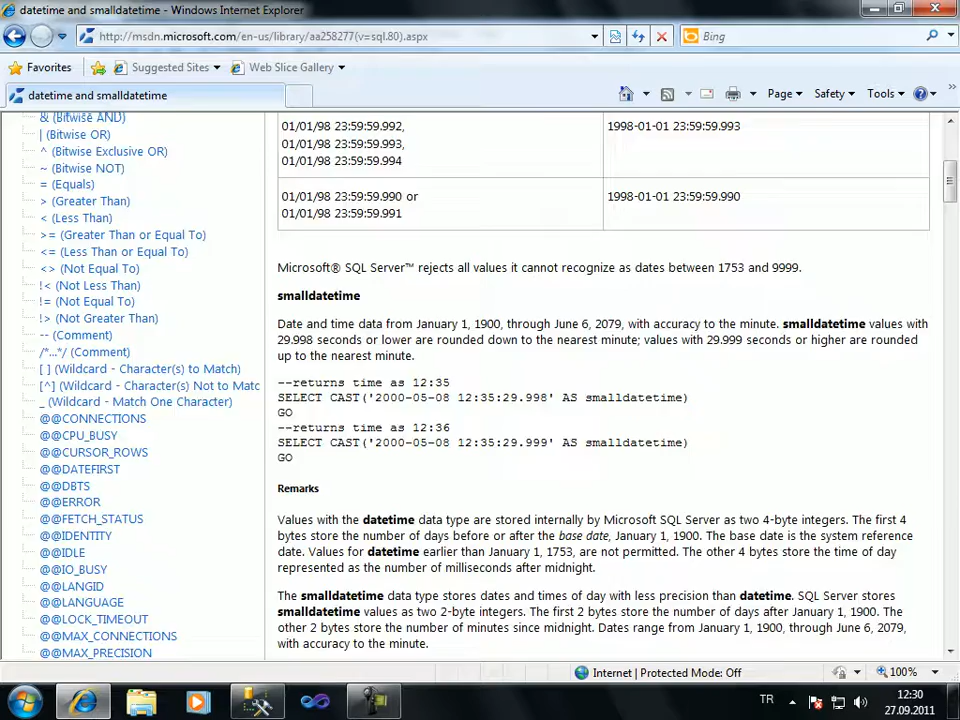 datetime and smalldatetime - Windows Internet Explorer
http://msdn.microsoft.com/en-us/library/aa258277(v=sql.80).aspx
Bing
Favorites
Suggested Sites
Web Slice Gallery
datetime and smalldatetime
Page
Safety
Tools
& (Bitwise AND)
| (Bitwise OR)
^ (Bitwise Exclusive OR)
~ (Bitwise NOT)
= (Equals)
> (Greater Than)
< (Less Than)
>= (Greater Than or Equal To)
<= (Less Than or Equal To)
<> (Not Equal To)
!< (Not Less Than)
!= (Not Equal To)
!> (Not Greater Than)
-- (Comment)
/*...*/ (Comment)
[ ] (Wildcard - Character(s) to Match)
[^] (Wildcard - Character(s) Not to Matc
_ (Wildcard - Match One Character)
@@CONNECTIONS
@@CPU_BUSY
@@CURSOR_ROWS
@@DATEFIRST
@@DBTS
@@ERROR
@@FETCH_STATUS
@@IDENTITY
@@IDLE
@@IO_BUSY
@@LANGID
@@LANGUAGE
@@LOCK_TIMEOUT
@@MAX_CONNECTIONS
@@MAX_PRECISION
01/01/98 23:59:59.992,
01/01/98 23:59:59.993,
01/01/98 23:59:59.994
1998-01-01 23:59:59.993
01/01/98 23:59:59.990 or
01/01/98 23:59:59.991
1998-01-01 23:59:59.990
Microsoft® SQL Server™ rejects all values it cannot recognize as dates between 1753 and 9999.
smalldatetime
Date and time data from January 1, 1900, through June 6, 2079, with accuracy to the minute. smalldatetime values with
29.998 seconds or lower are rounded down to the nearest minute; values with 29.999 seconds or higher are rounded
up to the nearest minute.
--returns time as 12:35
SELECT CAST('2000-05-08 12:35:29.998' AS smalldatetime)
GO
--returns time as 12:36
SELECT CAST('2000-05-08 12:35:29.999' AS smalldatetime)
GO
Remarks
Values with the datetime data type are stored internally by Microsoft SQL Server as two 4-byte integers. The first 4
bytes store the number of days before or after the base date, January 1, 1900. The base date is the system reference
date. Values for datetime earlier than January 1, 1753, are not permitted. The other 4 bytes store the time of day
represented as the number of milliseconds after midnight.
The smalldatetime data type stores dates and times of day with less precision than datetime. SQL Server stores
smalldatetime values as two 2-byte integers. The first 2 bytes store the number of days after January 1, 1900. The
other 2 bytes store the number of minutes since midnight. Dates range from January 1, 1900, through June 6, 2079,
with accuracy to the minute.
Internet | Protected Mode: Off
100%
TR
12:30
27.09.2011